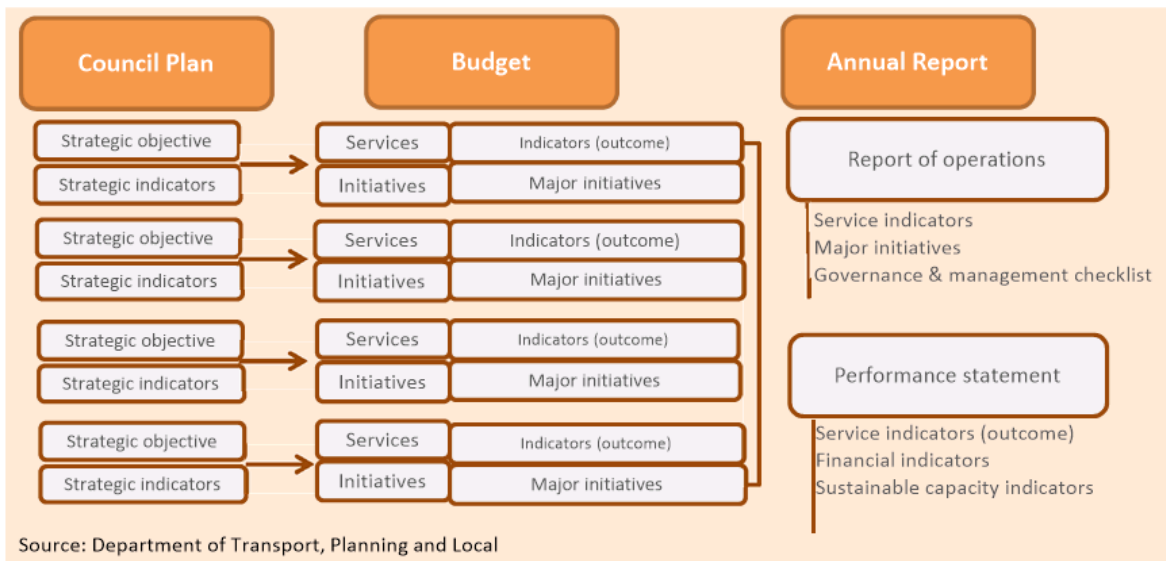 Council Plan
Budget
Annual Report
Strategic objective
Strategic indicators
Services
Indicators (outcome)
Initiatives
Major initiatives
Strategic objective
Strategic indicators
Services
Indicators (outcome)
Initiatives
Major initiatives
Strategic objective
Strategic indicators
Services
Indicators (outcome)
Initiatives
Major initiatives
Strategic objective
Strategic indicators
Services
Indicators (outcome)
Initiatives
Major initiatives
Report of operations
Service indicators
Major initiatives
Governance & management checklist
Performance statement
Service indicators (outcome)
Financial indicators
Sustainable capacity indicators
Source: Department of Transport, Planning and Local